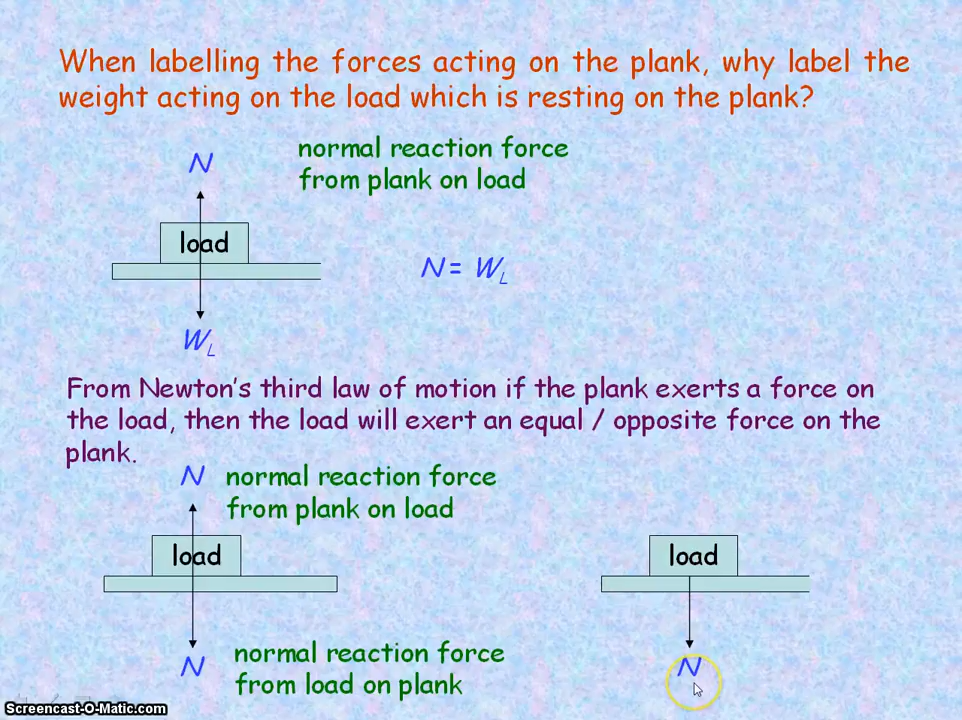 When labelling the forces acting on the plank, why label the
weight acting on the load which is resting on the plank?
N
normal reaction force
from plank on load
load
N = WL
WL
From Newton's third law of motion if the plank exerts a force on
the load, then the load will exert an equal / opposite force on the
plank.
N
normal reaction force
from plank on load
load
load
N
normal reaction force
from load on plank
N
Screencast-O-Matic.com